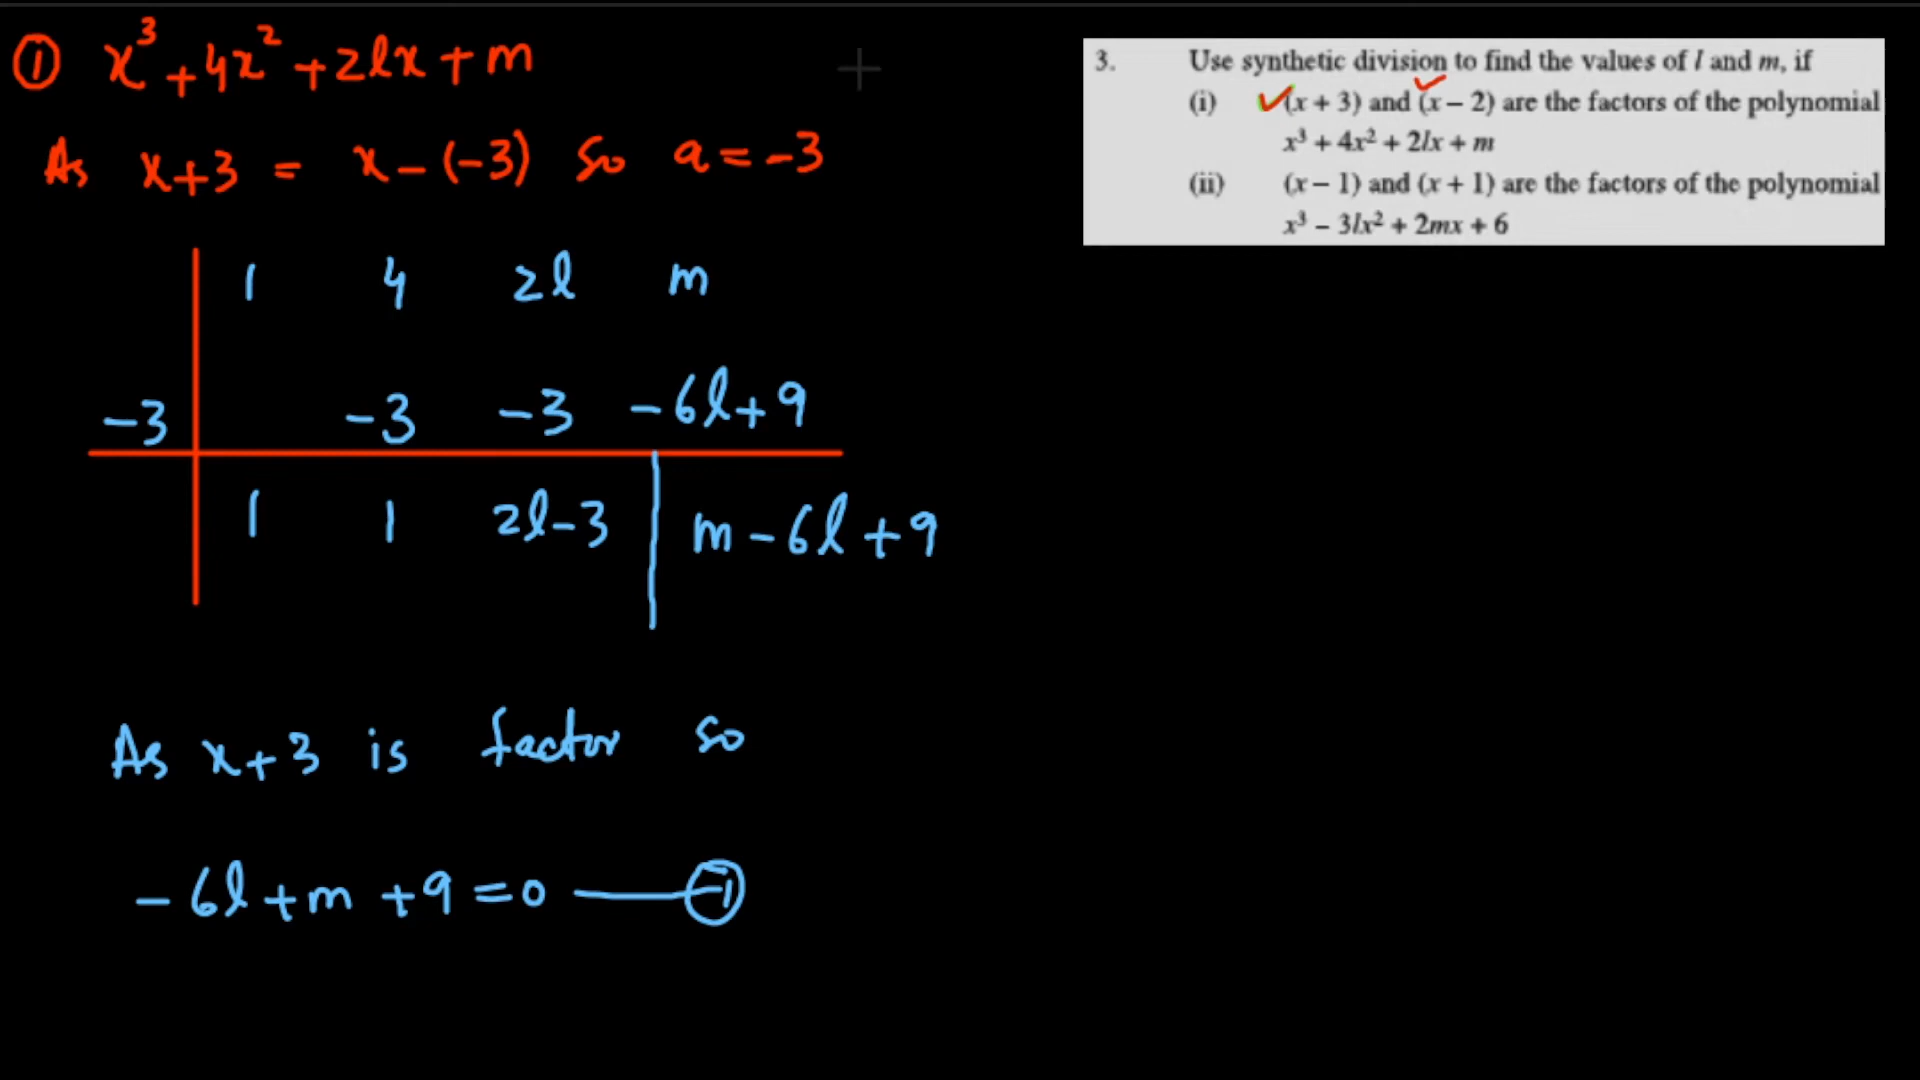 ① x³ + 4x² + 2lx + m
As x+3 = x-(-3) so a = -3
1 4 2l m
-3 -3 -3 -6l+9
1 1 2l-3 m-6l+9
As x+3 is factor so
-6l+m+9=0 ——①
3. Use synthetic division to find the values of l and m, if
(i) (x + 3) and (x – 2) are the factors of the polynomial
x³ + 4x² + 2lx + m
(ii) (x – 1) and (x + 1) are the factors of the polynomial
x³ – 3lx² + 2mx + 6